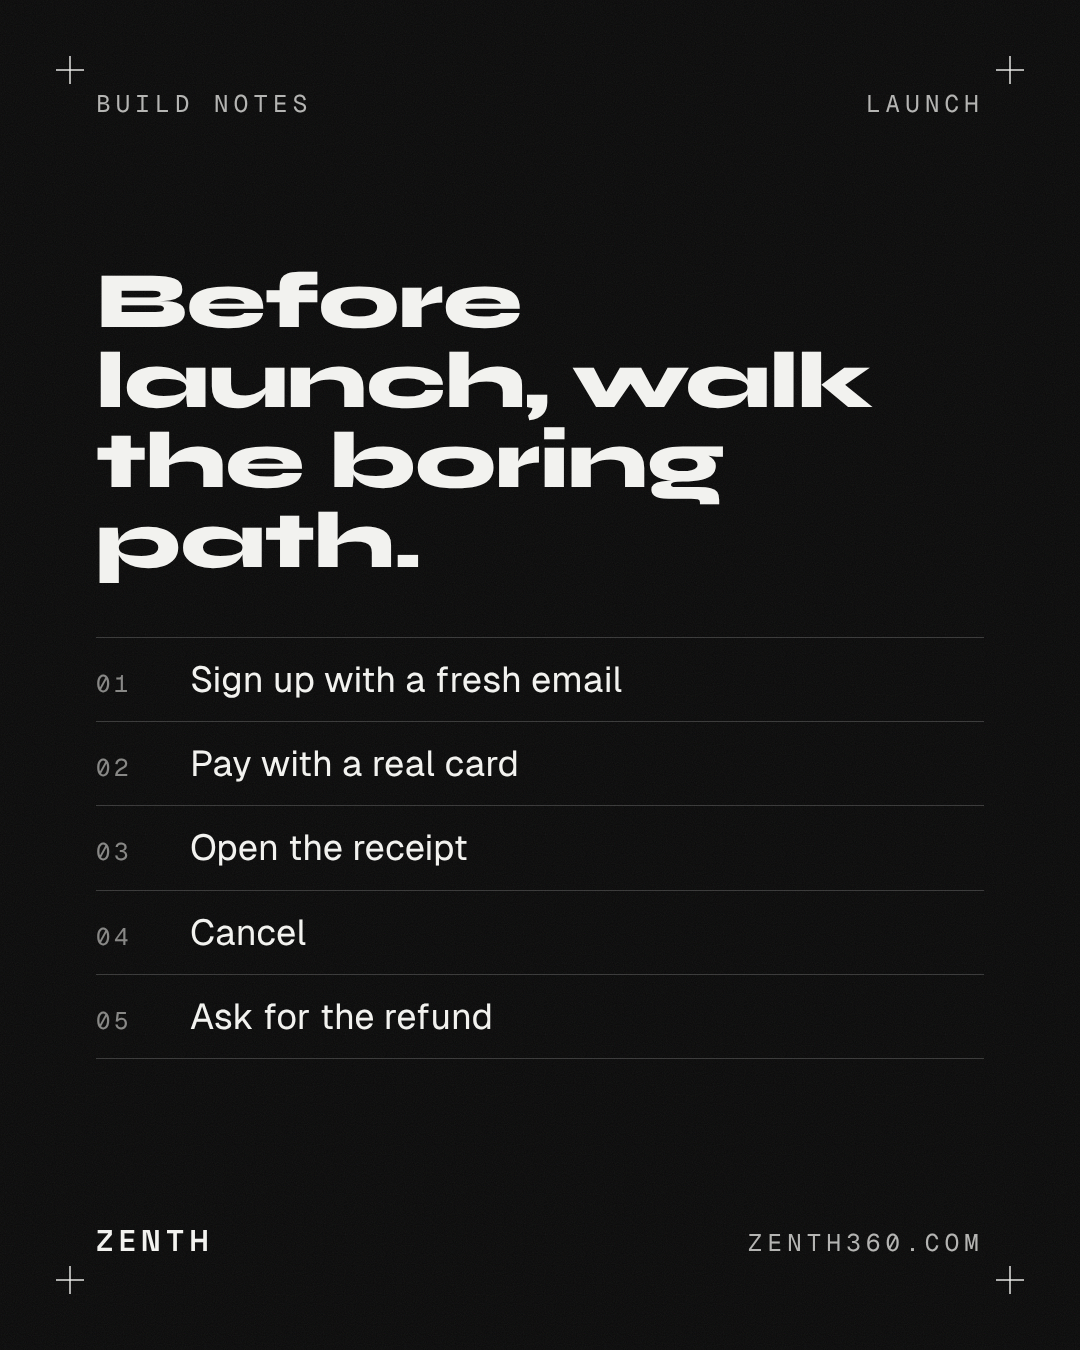 BUILD NOTES
LAUNCH
Before
launch, walk
the boring
path.
01 Sign up with a fresh email
02 Pay with a real card
03 Open the receipt
04 Cancel
05 Ask for the refund
ZENTH
ZENTH360.COM